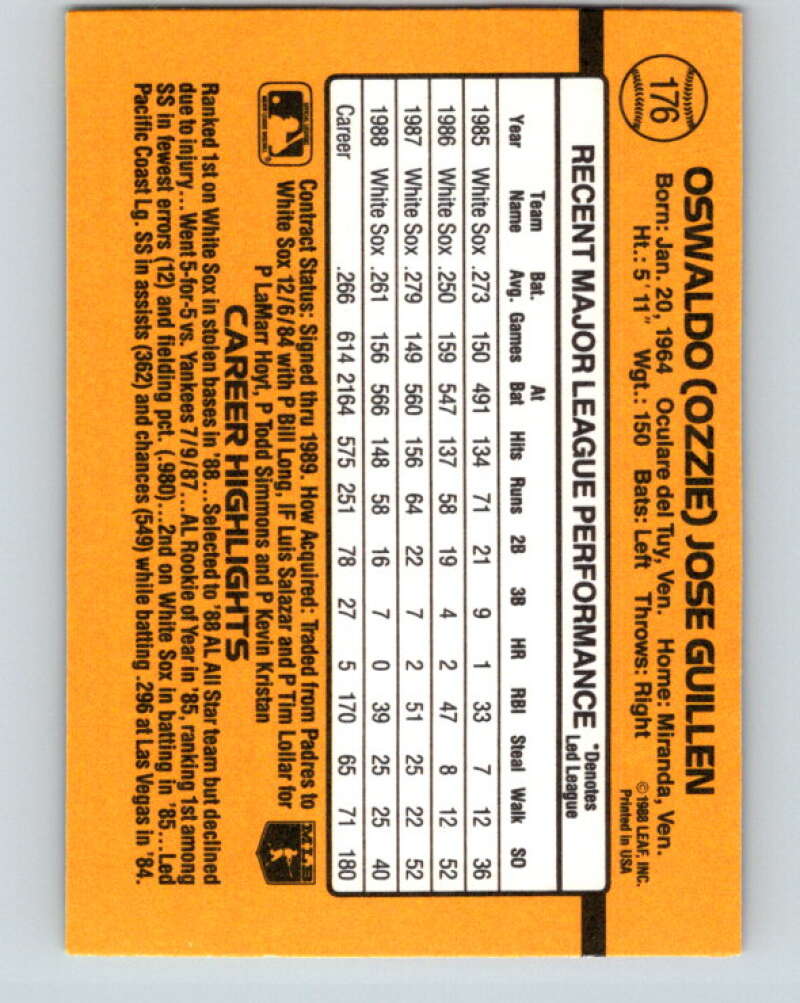 176
OSWALDO (OZZIE) JOSE GUILLEN
Born: Jan. 20, 1964 Oculare del Tuy, Ven. Home: Miranda, Ven.
Ht.: 5'11" Wgt.: 150 Bats: Left Throws: Right
© 1988 LEAF, INC.
Printed in USA
RECENT MAJOR LEAGUE PERFORMANCE
*Denotes
Led League
Year Team Name Bat. Avg. Games At Bat Hits Runs 2B 3B HR RBI Steal Walk SO
1985 White Sox .273 150 491 134 71 21 9 1 33 7 12 36
1986 White Sox .250 159 547 137 58 19 4 2 47 8 12 52
1987 White Sox .279 149 560 156 64 22 7 2 51 25 22 52
1988 White Sox .261 156 566 148 58 16 7 0 39 25 25 40
Career .266 614 2164 575 251 78 27 5 170 65 71 180
Contract Status: Signed thru 1989. How Acquired: Traded from Padres to
White Sox 12/6/84 with P Bill Long, IF Luis Salazar and P Tim Lollar for
P LaMarr Hoyt, P Todd Simmons and P Kevin Kristan
MLB
CAREER HIGHLIGHTS
Ranked 1st on White Sox in stolen bases in '88...Selected to '88 AL All Star team but declined
due to injury...Went 5-for-5 vs. Yankees 7/9/87...AL Rookie of Year in '85, ranking 1st among
SS in fewest errors (12) and fielding pct. (.980)...2nd on White Sox in batting in '85...Led
Pacific Coast Lg. SS in assists (362) and chances (549) while batting .296 at Las Vegas in '84.